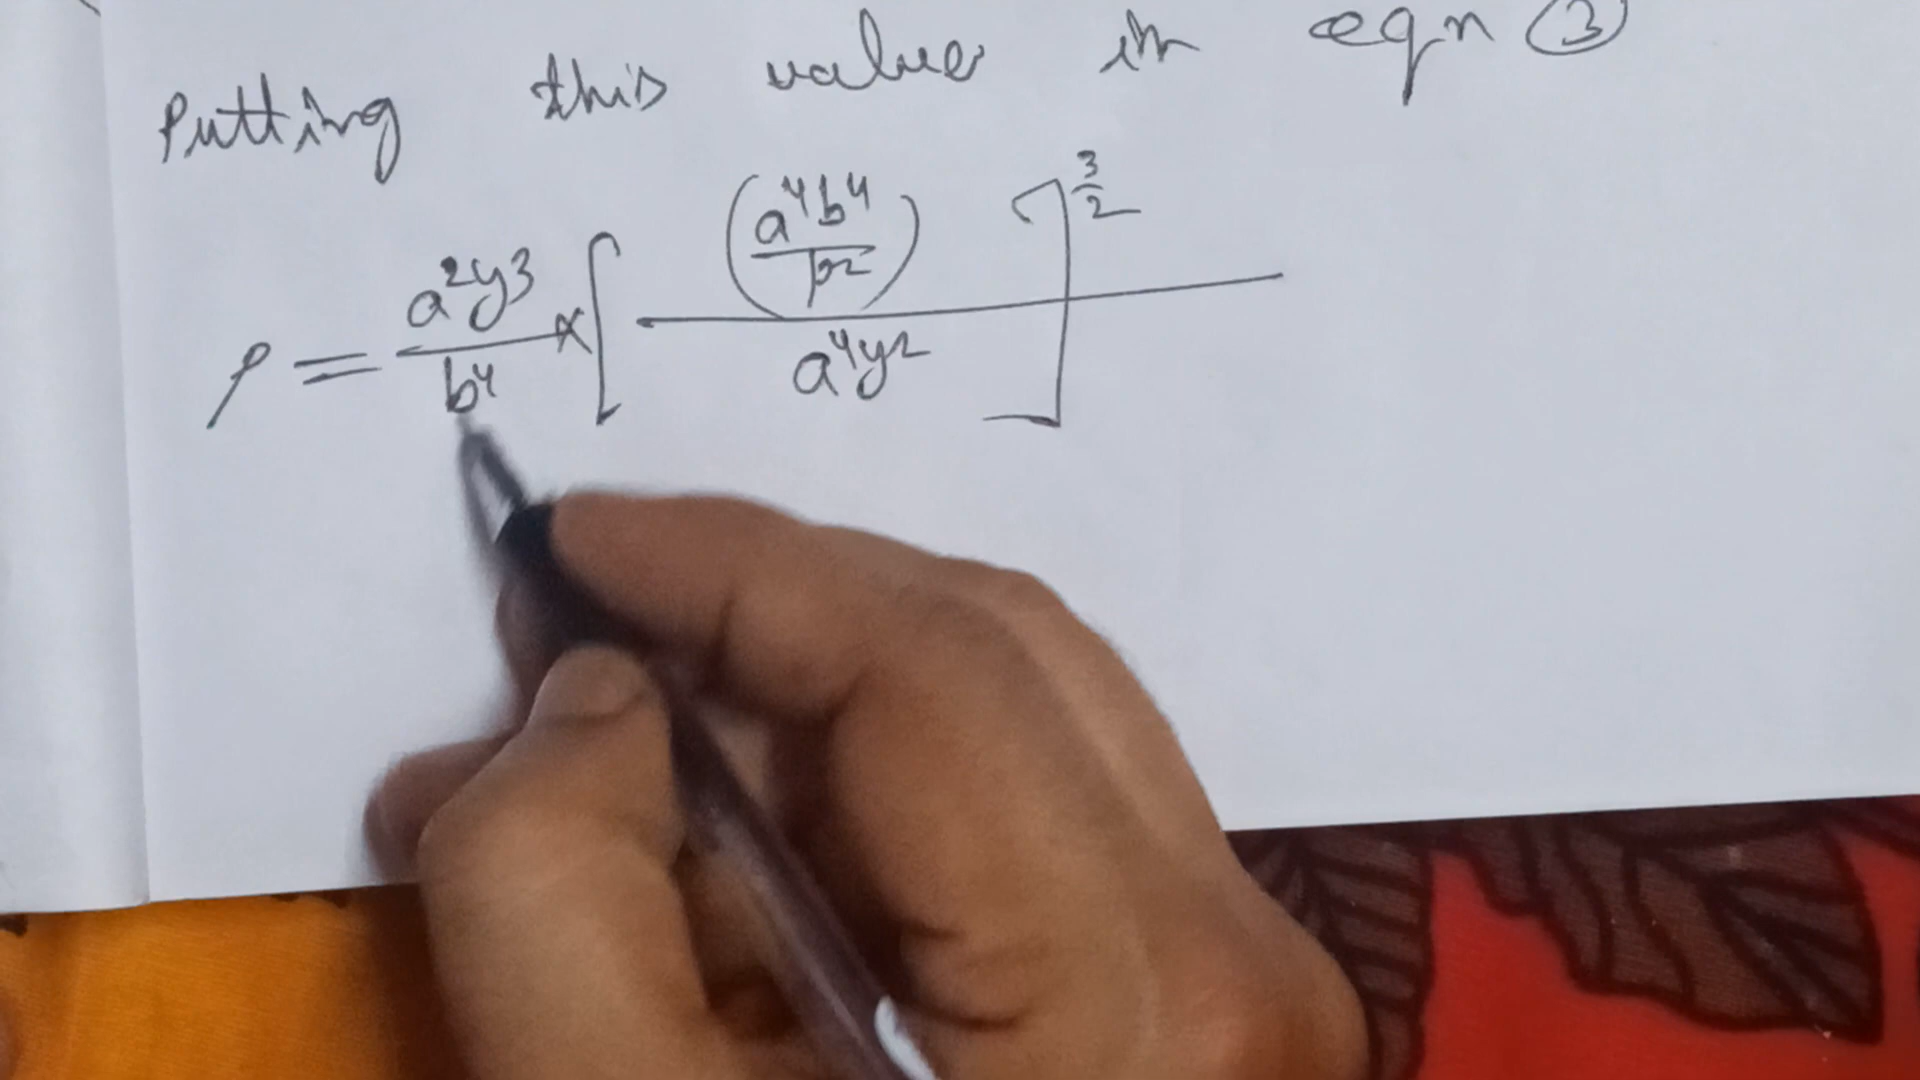 Putting this value in eqn ③
ρ = a²y³/b⁴ × [(a⁴b⁴/p²)/a⁴y²]^3/2